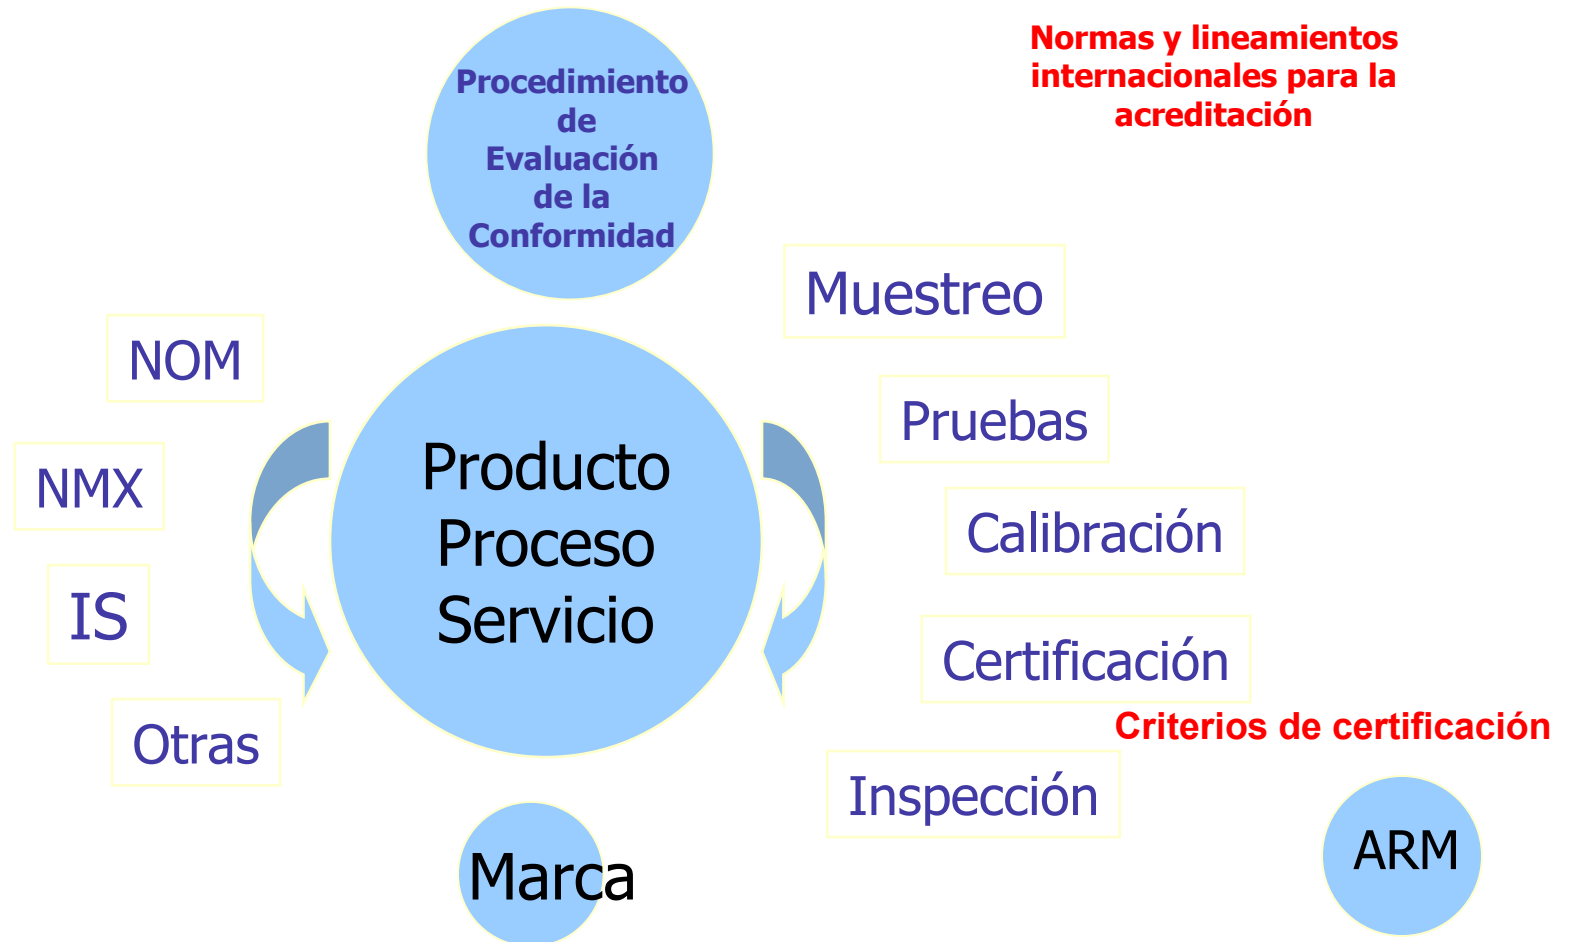 Procedimiento
de
Evaluación
de la
Conformidad
Normas y lineamientos
internacionales para la
acreditación
NOM
NMX
IS
Otras
Producto
Proceso
Servicio
Muestreo
Pruebas
Calibración
Certificación
Criterios de certificación
Inspección
Marca
ARM